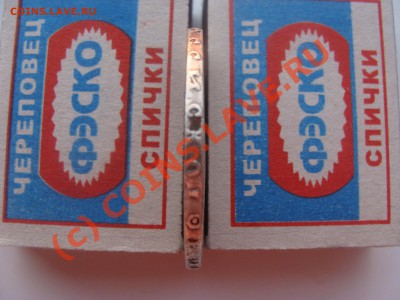 COINS.LAVE.RU
ЧЕРЕПОВЕЦ
ФЭСКО
СПИЧКИ
ЧЕРЕПОВЕЦ
ФЭСКО
СПИЧКИ
(c) COINS.LAVE.RU